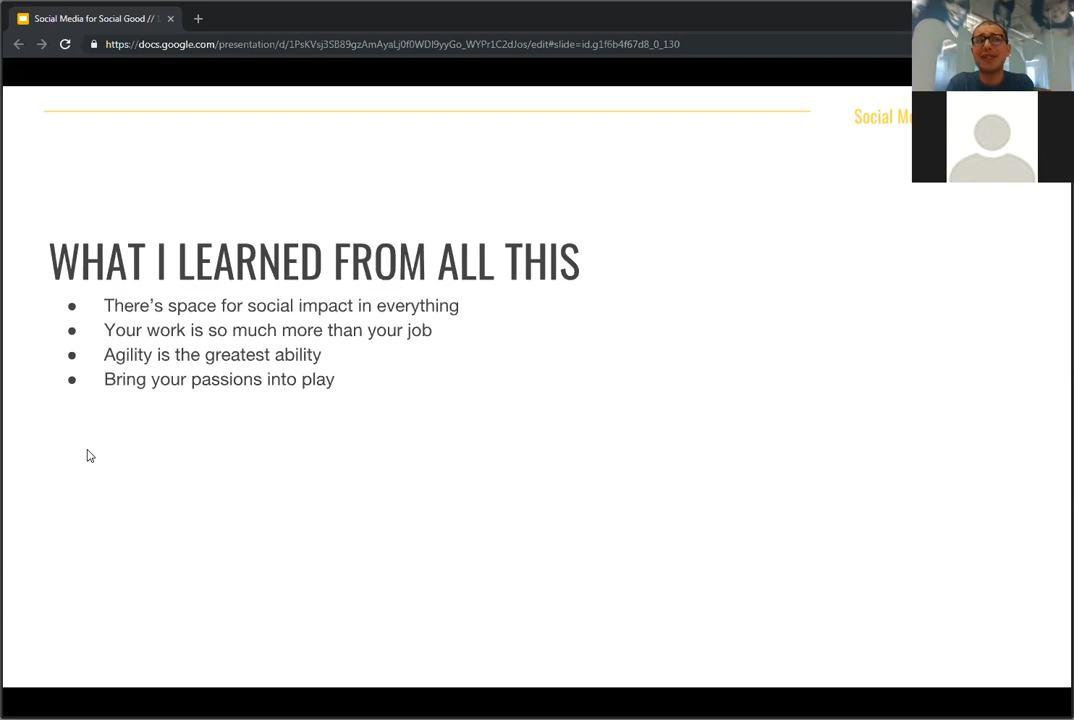 Social Media for Social Good //
https://docs.google.com/presentation/d/1PsKVsj3SB89gzAmAyaLj0f0WDI9yyGo_WYPr1C2dJos/edit#slide=id.g1f6b4f67d8_0_130
Social
WHAT I LEARNED FROM ALL THIS
● There's space for social impact in everything
● Your work is so much more than your job
● Agility is the greatest ability
● Bring your passions into play